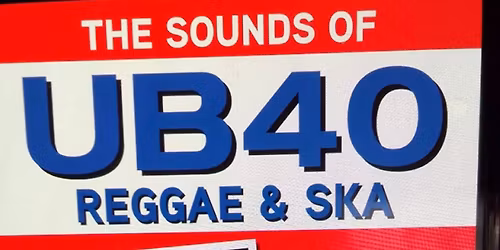 THE SOUNDS OF
UB40
REGGAE & SKA